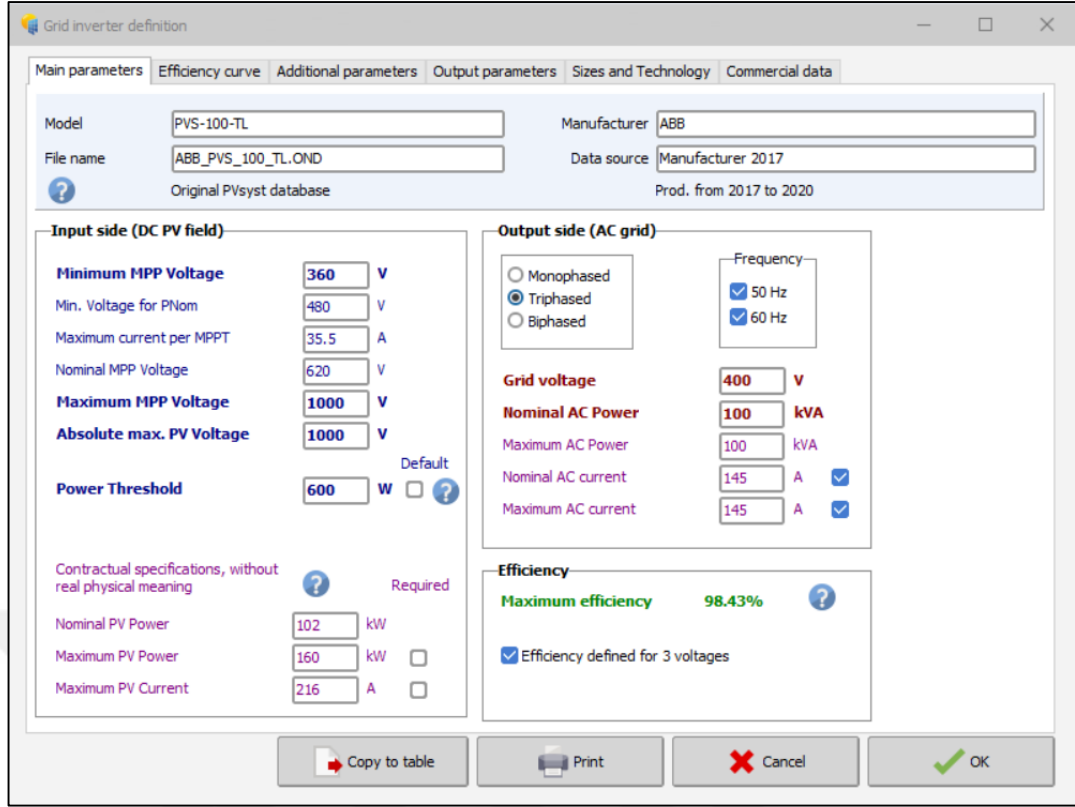 Grid inverter definition
Main parameters Efficiency curve Additional parameters Output parameters Sizes and Technology Commercial data
Model PVS-100-TL Manufacturer ABB
File name ABB_PVS_100_TL.OND Data source Manufacturer 2017
? Original PVsyst database Prod. from 2017 to 2020
Input side (DC PV field)
Minimum MPP Voltage 360 V
Min. Voltage for PNom 480 V
Maximum current per MPPT 35.5 A
Nominal MPP Voltage 620 V
Maximum MPP Voltage 1000 V
Absolute max. PV Voltage 1000 V
Default
Power Threshold 600 W ?
Contractual specifications, without
real physical meaning ? Required
Nominal PV Power 102 kW
Maximum PV Power 160 kW
Maximum PV Current 216 A
Output side (AC grid)
Monophased
Triphased
Biphased
Frequency
50 Hz
60 Hz
Grid voltage 400 V
Nominal AC Power 100 kVA
Maximum AC Power 100 kVA
Nominal AC current 145 A
Maximum AC current 145 A
Efficiency
Maximum efficiency 98.43% ?
Efficiency defined for 3 voltages
Copy to table Print Cancel OK